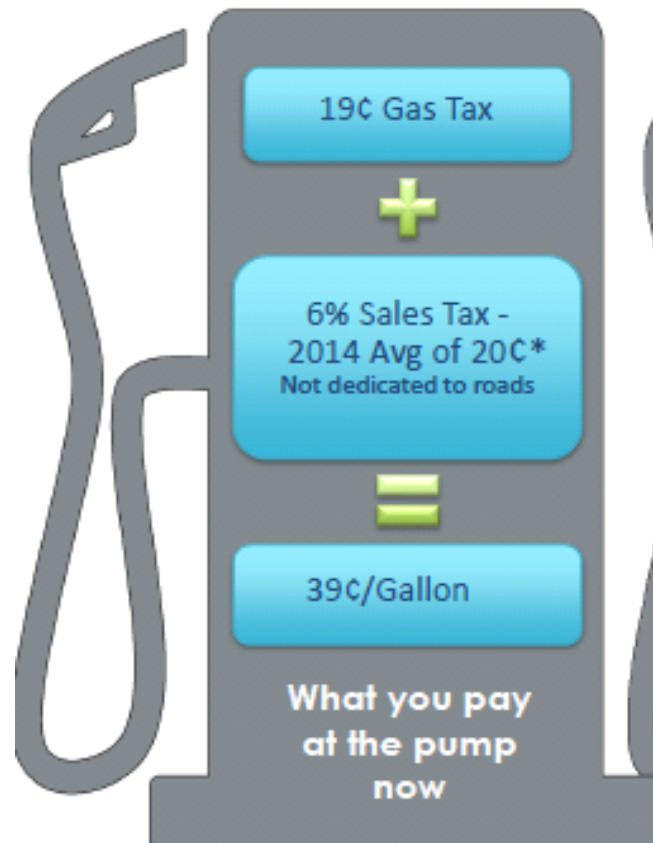 19¢ Gas Tax
6% Sales Tax -
2014 Avg of 20¢*
Not dedicated to roads
39¢/Gallon
What you pay
at the pump
now